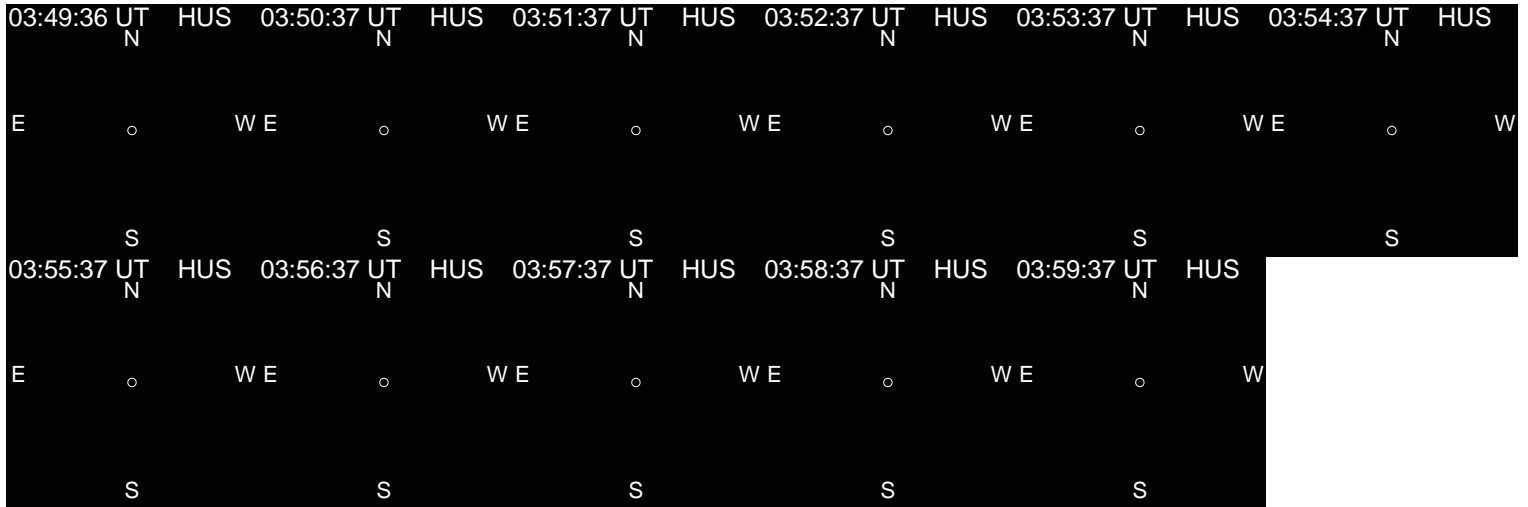 03:49:36 UT HUS 03:50:37 UT HUS 03:51:37 UT HUS 03:52:37 UT HUS 03:53:37 UT HUS 03:54:37 UT HUS
N N N N N N
E W E W E W E W E W E W
S S S S S S
03:55:37 UT HUS 03:56:37 UT HUS 03:57:37 UT HUS 03:58:37 UT HUS 03:59:37 UT HUS
N N N N N
E W E W E W E W E W
S S S S S